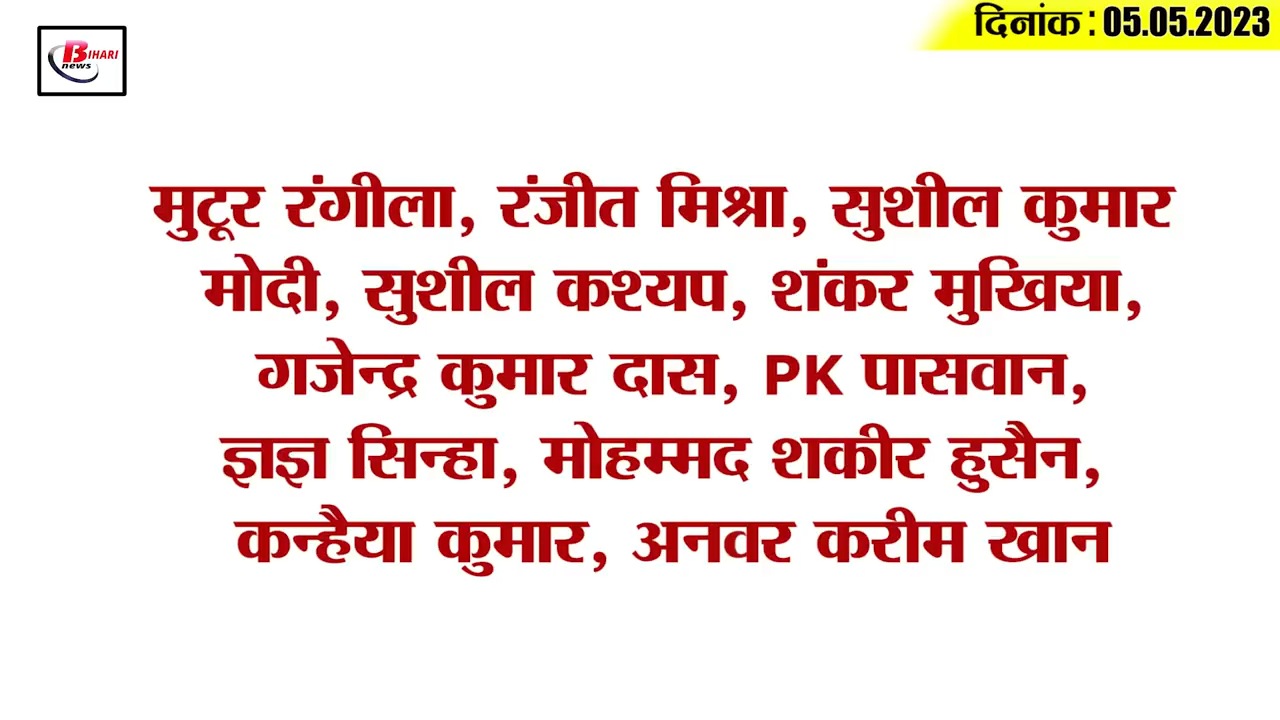 BIHARI
news
दिनांक : 05.05.2023
मुटूर रंगीला, रंजीत मिश्रा, सुशील कुमार
मोदी, सुशील कश्यप, शंकर मुखिया,
गजेन्द्र कुमार दास, PK पासवान,
ज्ञज्ञ सिन्हा, मोहम्मद शकीर हुसैन,
कन्हैया कुमार, अनवर करीम खान